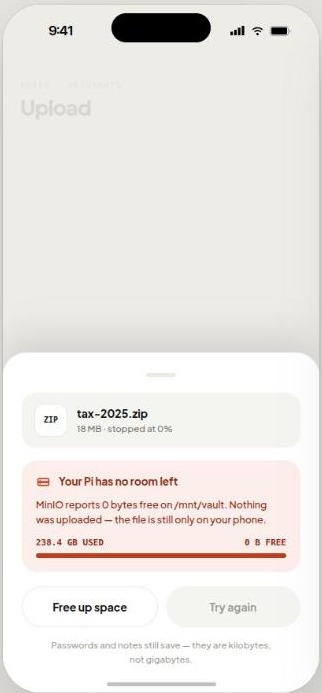 9:41
Upload
ZIP
tax-2025.zip
18 MB · stopped at 0%
Your Pi has no room left
MinIO reports 0 bytes free on /mnt/vault. Nothing
was uploaded — the file is still only on your phone.
238.4 GB USED
0 B FREE
Free up space
Try again
Passwords and notes still save — they are kilobytes,
not gigabytes.